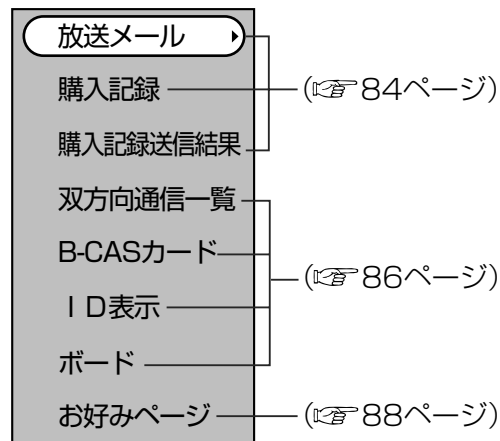 放送メール
購入記録 (☞84ページ)
購入記録送信結果
双方向通信一覧
B-CASカード
ＩＤ表示 (☞86ページ)
ボード
お好みページ (☞88ページ)